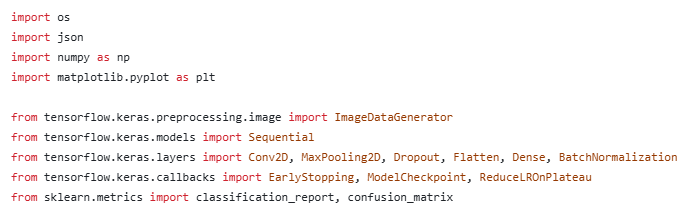 import os
import json
import numpy as np
import matplotlib.pyplot as plt
from tensorflow.keras.preprocessing.image import ImageDataGenerator
from tensorflow.keras.models import Sequential
from tensorflow.keras.layers import Conv2D, MaxPooling2D, Dropout, Flatten, Dense, BatchNormalization
from tensorflow.keras.callbacks import EarlyStopping, ModelCheckpoint, ReduceLROnPlateau
from sklearn.metrics import classification_report, confusion_matrix